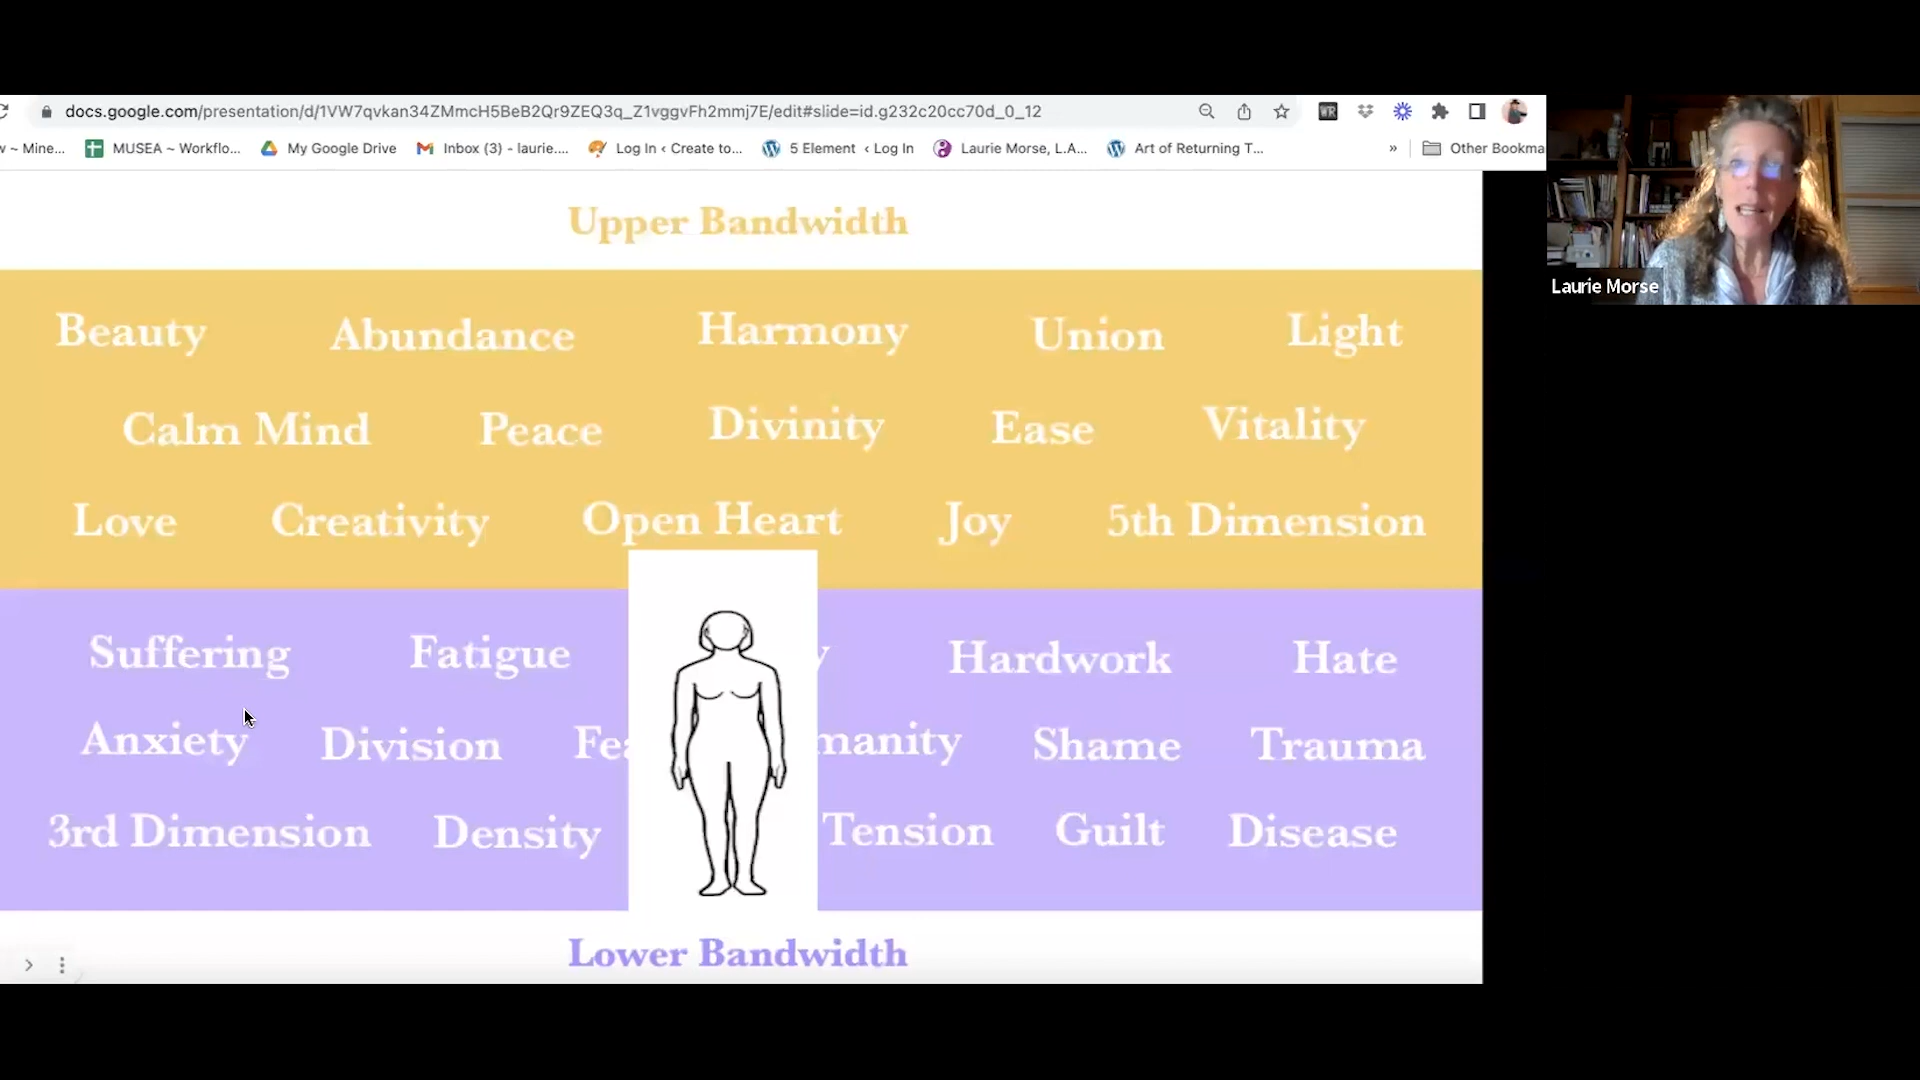 docs.google.com/presentation/d/1VW7qvkan34ZMmcH5BeB2Qr9ZEQ3q_Z1vggvFh2mmj7E/edit#slide=id.g232c20cc70d_0_12
WR
~ Mine... MUSEA ~ Workflo... My Google Drive Inbox (3) - laurie.... Log In ‹ Create to... 5 Element ‹ Log In Laurie Morse, L.A... Art of Returning T... » Other Bookma
Laurie Morse
Upper Bandwidth
Beauty Abundance Harmony Union Light
Calm Mind Peace Divinity Ease Vitality
Love Creativity Open Heart Joy 5th Dimension
Suffering Fatigue y Hardwork Hate
Anxiety Division Fea manity Shame Trauma
3rd Dimension Density Tension Guilt Disease
Lower Bandwidth